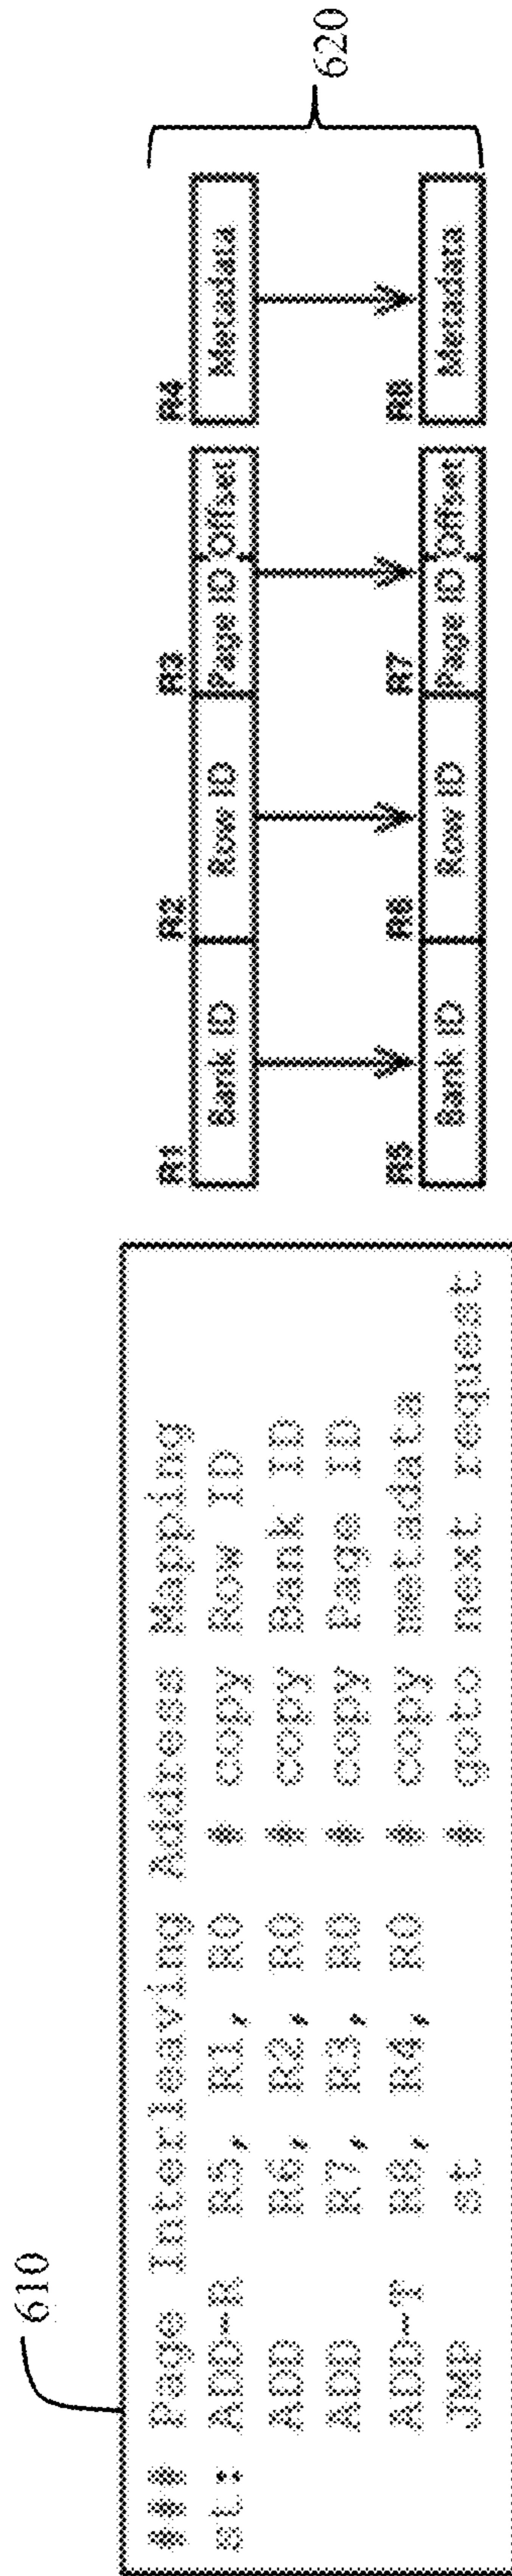 610
### Page Interleaving Address Mapping
st: ADD-R R5, R1, R0 # copy Row ID
ADD R6, R2, R0 # copy Bank ID
ADD R7, R3, R0 # copy Page ID
ADD-T R8, R4, R0 # copy metadata
JMP st # goto next request
R1 R2 R3 R4
Bank ID Row ID Page ID Offset Metadata
R5 R6 R7 R8
Bank ID Row ID Page ID Offset Metadata
620